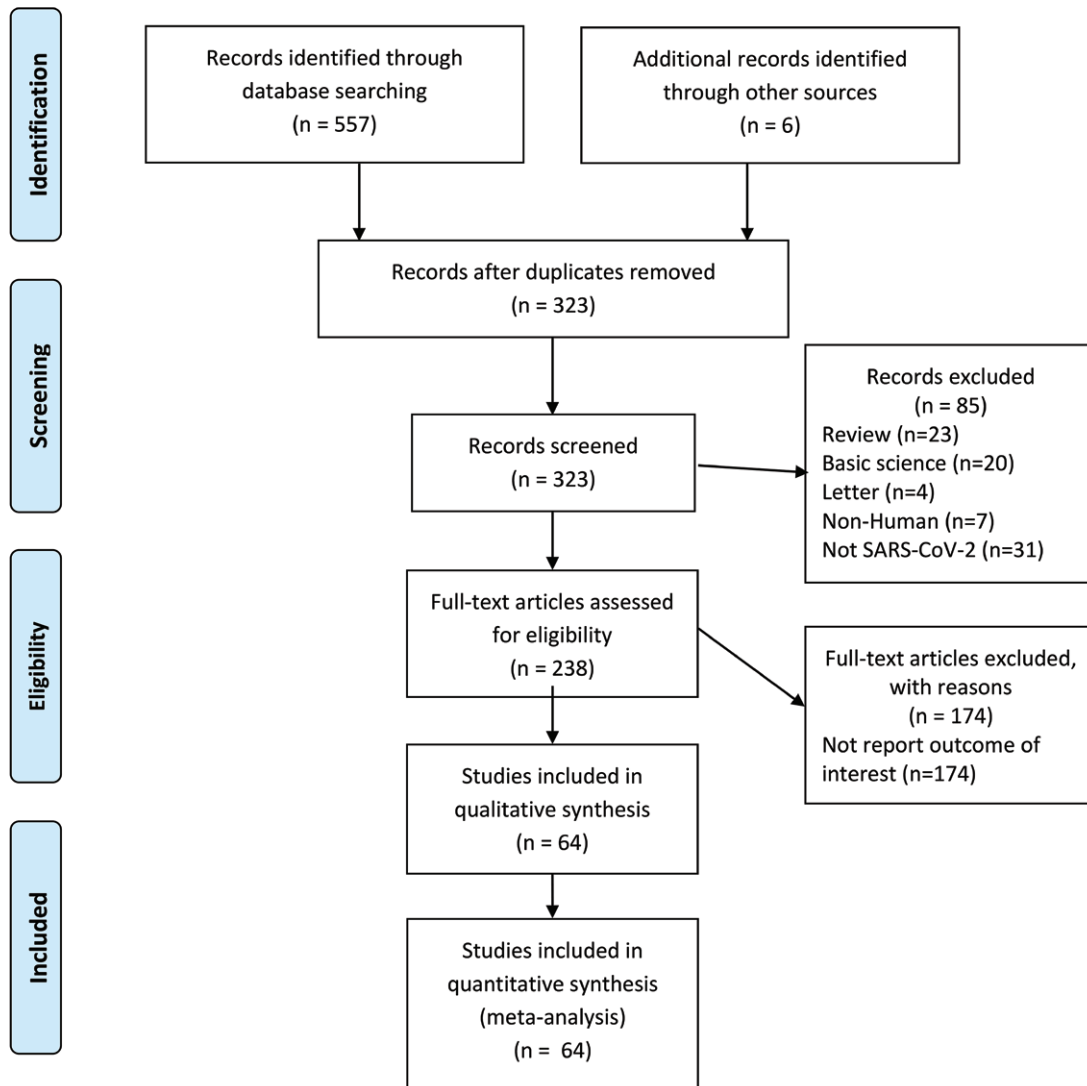 Identification
Records identified through
database searching
(n = 557)
Additional records identified
through other sources
(n = 6)
Records after duplicates removed
(n = 323)
Screening
Records screened
(n = 323)
Records excluded
(n = 85)
Review (n=23)
Basic science (n=20)
Letter (n=4)
Non-Human (n=7)
Not SARS-CoV-2 (n=31)
Eligibility
Full-text articles assessed
for eligibility
(n = 238)
Full-text articles excluded,
with reasons
(n = 174)
Not report outcome of
interest (n=174)
Studies included in
qualitative synthesis
(n = 64)
Included
Studies included in
quantitative synthesis
(meta-analysis)
(n = 64)